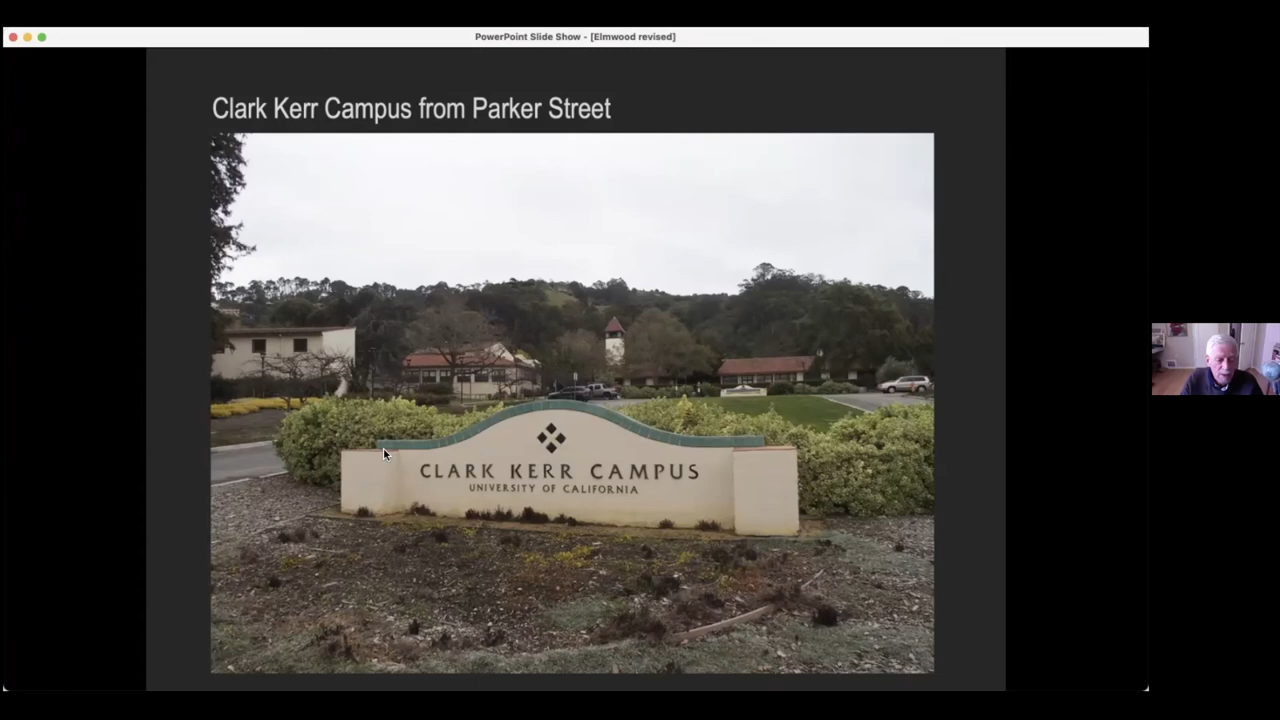 PowerPoint Slide Show - [Elmwood revised]
Clark Kerr Campus from Parker Street
CLARK KERR CAMPUS
UNIVERSITY OF CALIFORNIA